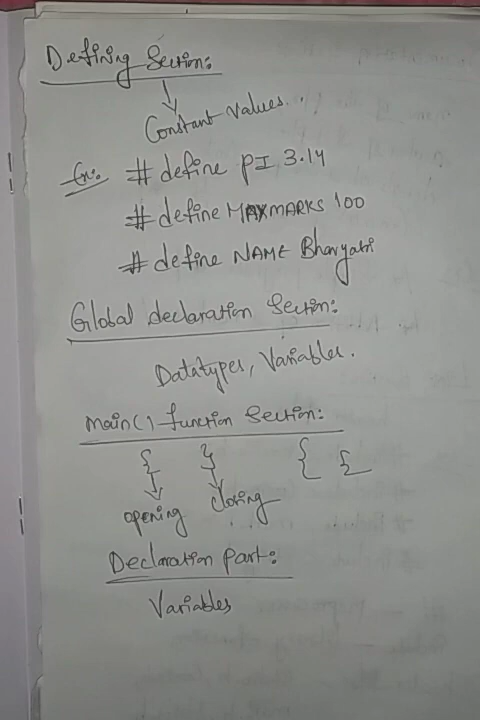 Defining Section:
Constant values..
Ex:. # define PI 3.14
# define MAXMARKS 100
# define NAME Bhavyasri
Global declaration Section:
Datatypes, Variables.
main() function Section:
{ } { }
opening closing
Declaration part:
Variables